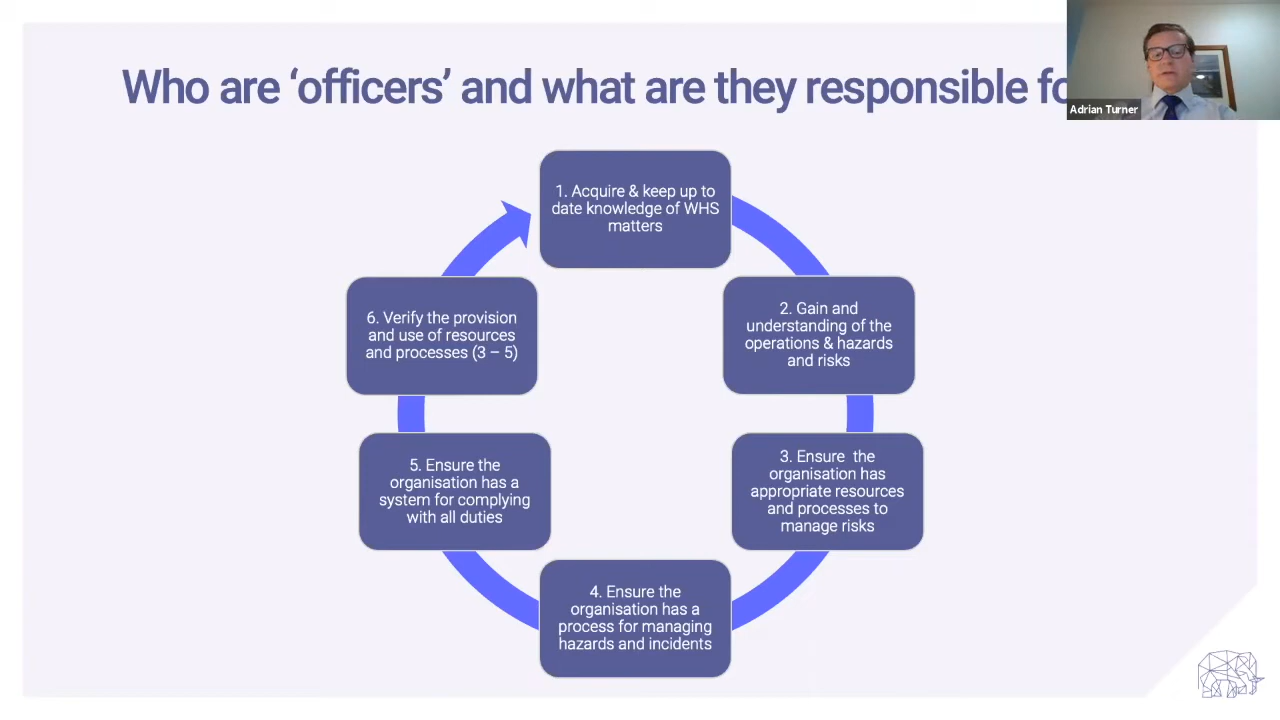 Who are ‘officers’ and what are they responsible fo
Adrian Turner
1. Acquire & keep up to
date knowledge of WHS
matters
2. Gain and
understanding of the
operations & hazards
and risks
3. Ensure  the
organisation has
appropriate resources
and processes to
manage risks
4. Ensure the
organisation has a
process for managing
hazards and incidents
5. Ensure the
organisation has a
system for complying
with all duties
6. Verify the provision
and use of resources
and processes (3 – 5)